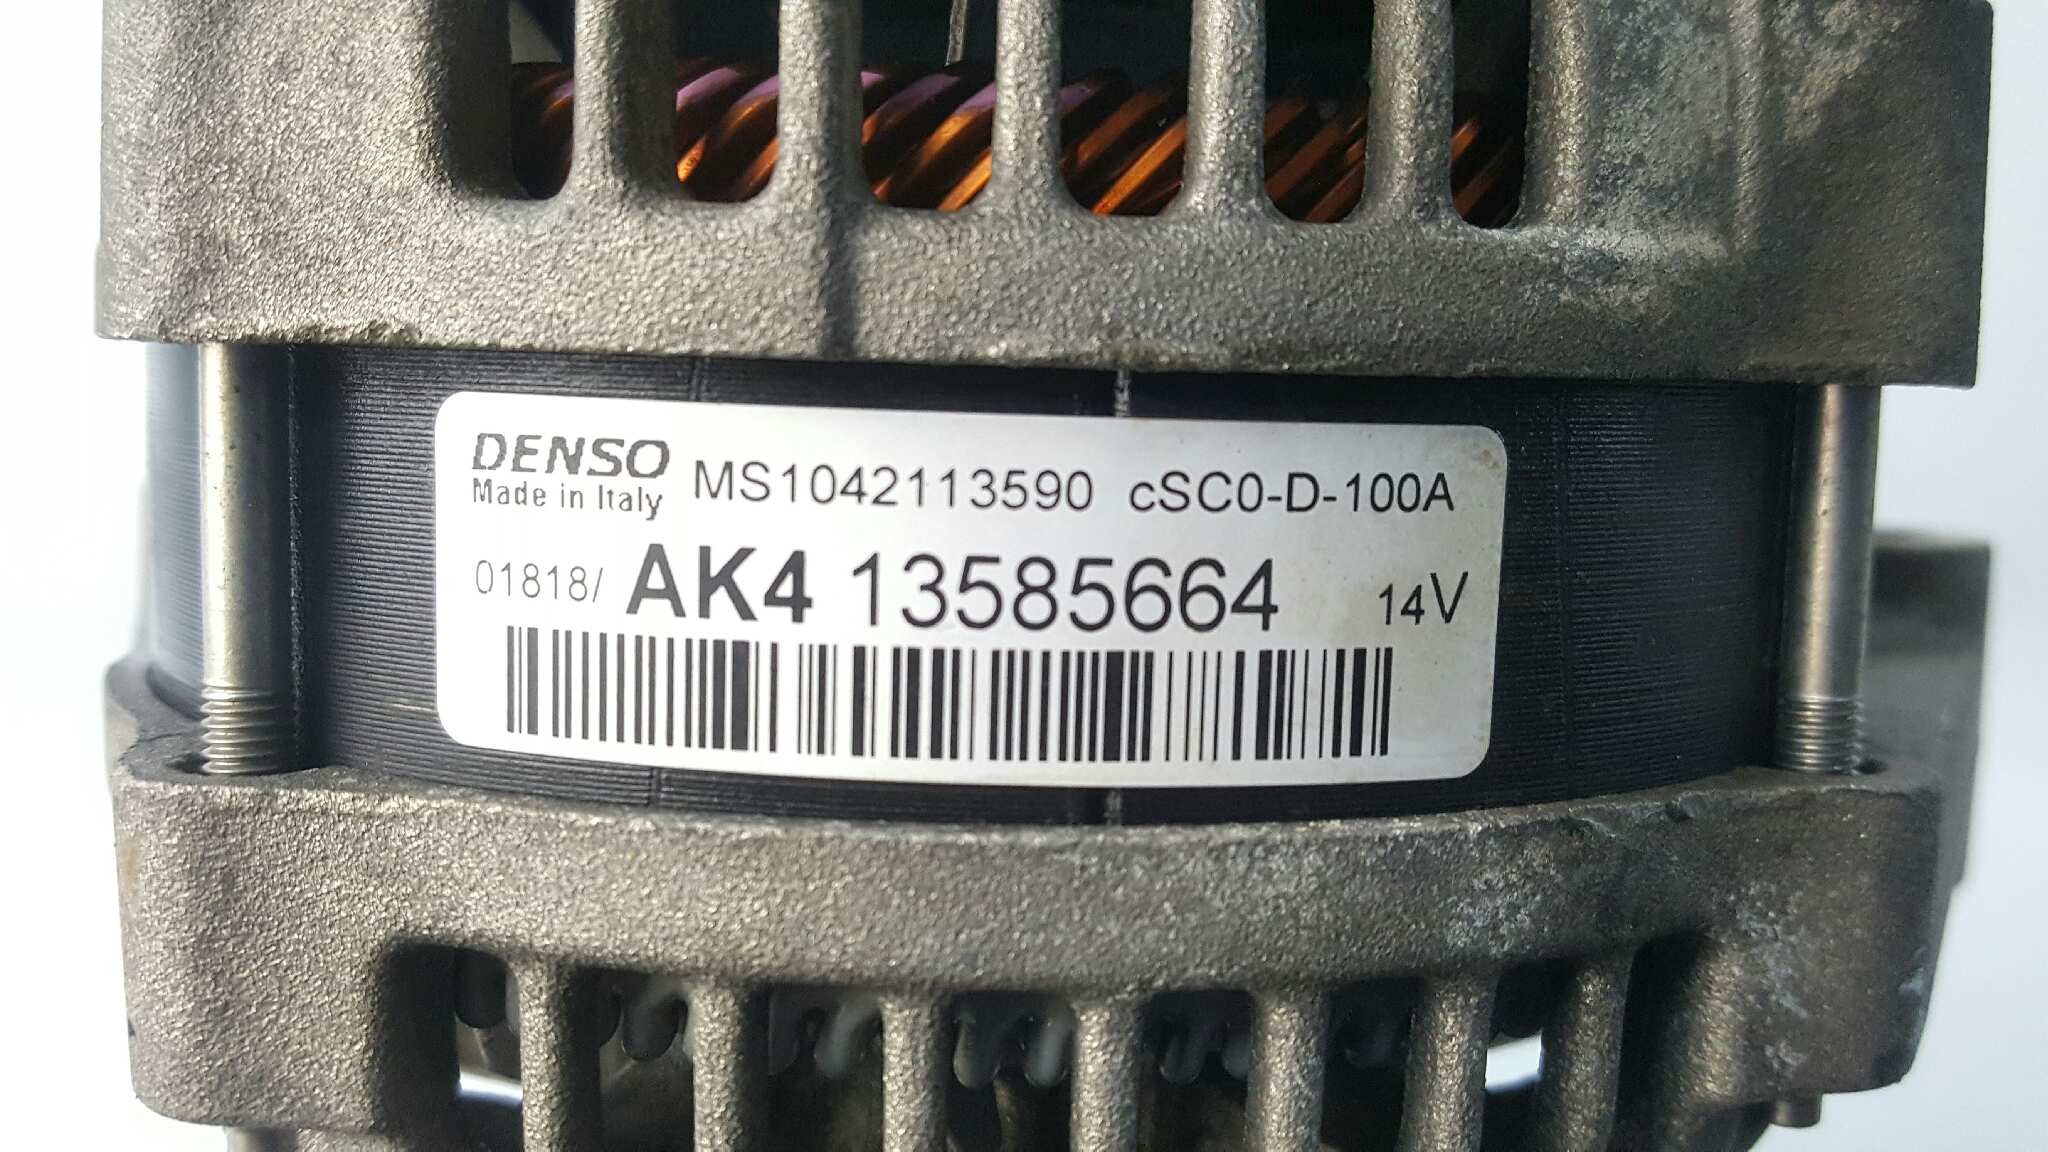 DENSO MS1042113590 cSC0-D-100A
Made in Italy
01818/ AK4 13585664 14V